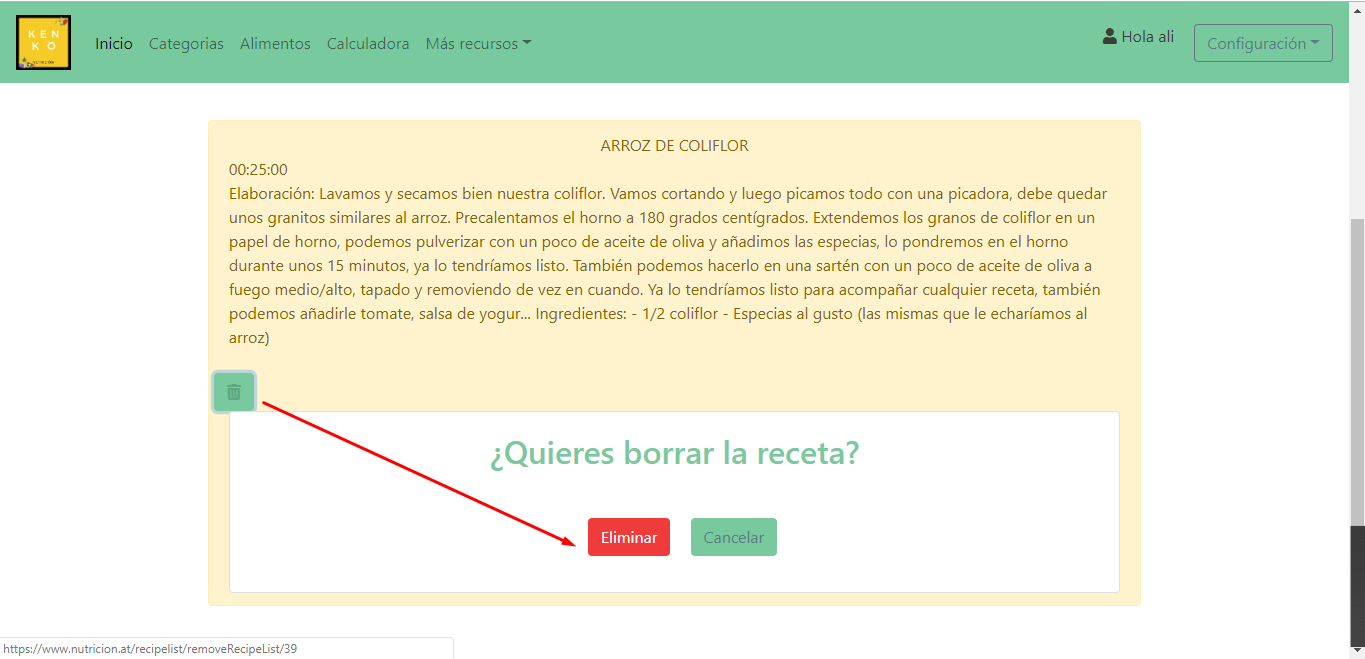 KEN
KO
Inicio Categorias Alimentos Calculadora Más recursos Hola ali Configuración
ARROZ DE COLIFLOR
00:25:00
Elaboración: Lavamos y secamos bien nuestra coliflor. Vamos cortando y luego picamos todo con una picadora, debe quedar
unos granitos similares al arroz. Precalentamos el horno a 180 grados centígrados. Extendemos los granos de coliflor en un
papel de horno, podemos pulverizar con un poco de aceite de oliva y añadimos las especias, lo pondremos en el horno
durante unos 15 minutos, ya lo tendríamos listo. También podemos hacerlo en una sartén con un poco de aceite de oliva a
fuego medio/alto, tapado y removiendo de vez en cuando. Ya lo tendríamos listo para acompañar cualquier receta, también
podemos añadirle tomate, salsa de yogur... Ingredientes: - 1/2 coliflor - Especias al gusto (las mismas que le echaríamos al
arroz)
¿Quieres borrar la receta?
Eliminar Cancelar
https://www.nutricion.at/recipelist/removeRecipeList/39